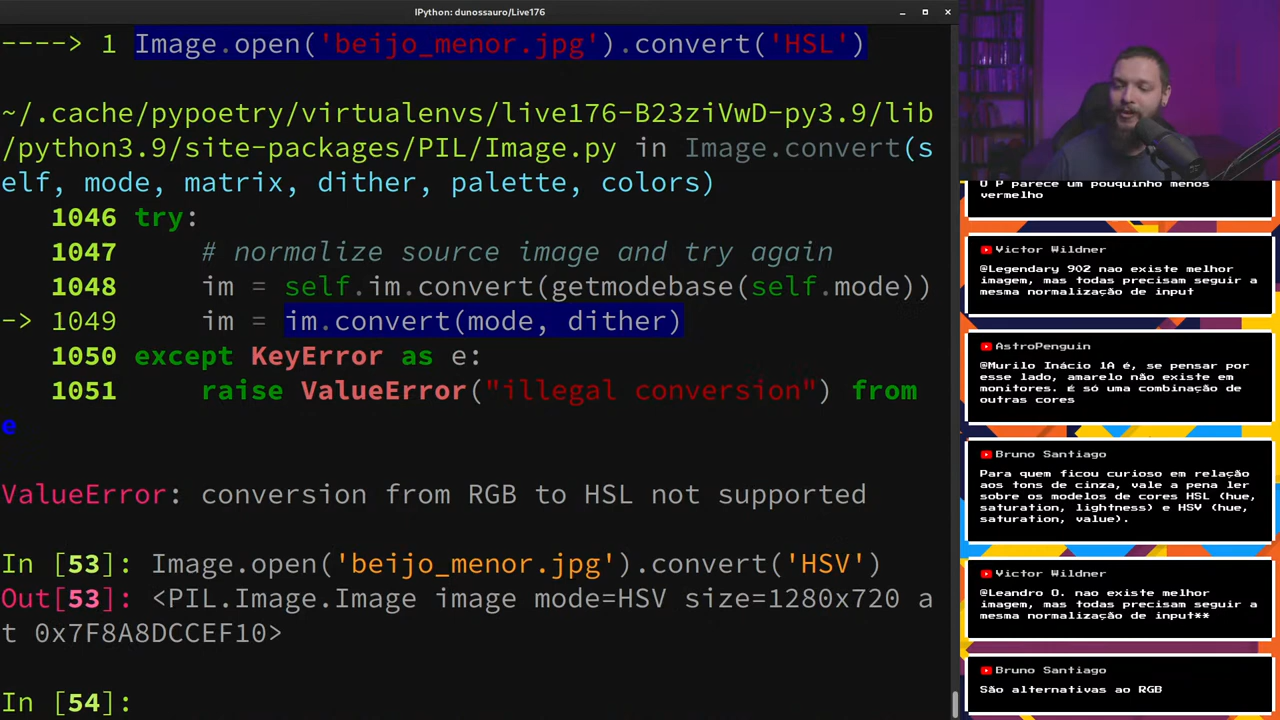 IPython: dunossauro/Live176
----> 1 Image.open('beijo_menor.jpg').convert('HSL')
~/.cache/pypoetry/virtualenvs/live176-B23ziVwD-py3.9/lib
/python3.9/site-packages/PIL/Image.py in Image.convert(s
elf, mode, matrix, dither, palette, colors)
1046 try:
1047 # normalize source image and try again
1048 im = self.im.convert(getmodebase(self.mode))
-> 1049 im = im.convert(mode, dither)
1050 except KeyError as e:
1051 raise ValueError("illegal conversion") from
e
ValueError: conversion from RGB to HSL not supported
In [53]: Image.open('beijo_menor.jpg').convert('HSV')
Out[53]: <PIL.Image.Image image mode=HSV size=1280x720 a
t 0x7F8A8DCCEF10>
In [54]:
O P parece um pouquinho menos
vermelho
Victor Wildner
@Legendary 902 nao existe melhor
imagem, mas todas precisam seguir a
mesma normalização de input
AstroPenguin
@Murilo Inácio 1A é, se pensar por
esse lado, amarelo não existe em
monitores. É só uma combinação de
outras cores
Bruno Santiago
Para quem ficou curioso em relação
aos tons de cinza, vale a pena ler
sobre os modelos de cores HSL (hue,
saturation, lightness) e HSV (hue,
saturation, value).
Victor Wildner
@Leandro O. nao existe melhor
imagem, mas todas precisam seguir a
mesma normalização de input**
Bruno Santiago
São alternativas ao RGB